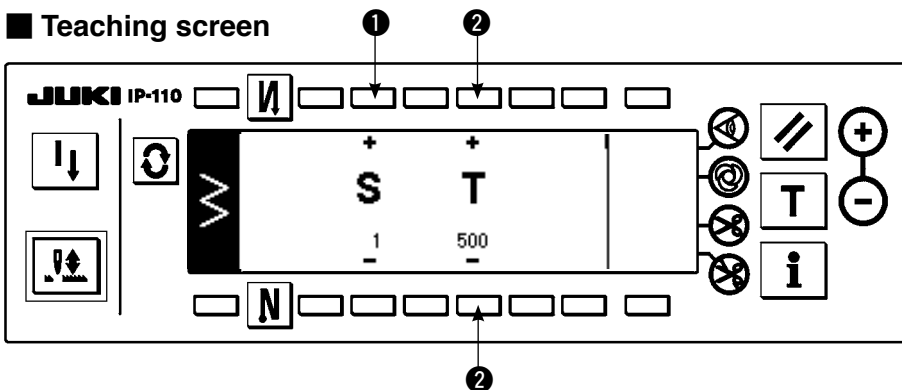 ■ Teaching screen
❶ ❷
JUKI IP-110
+ +
S T
1 500
− −
T
i
+
−
N
❷